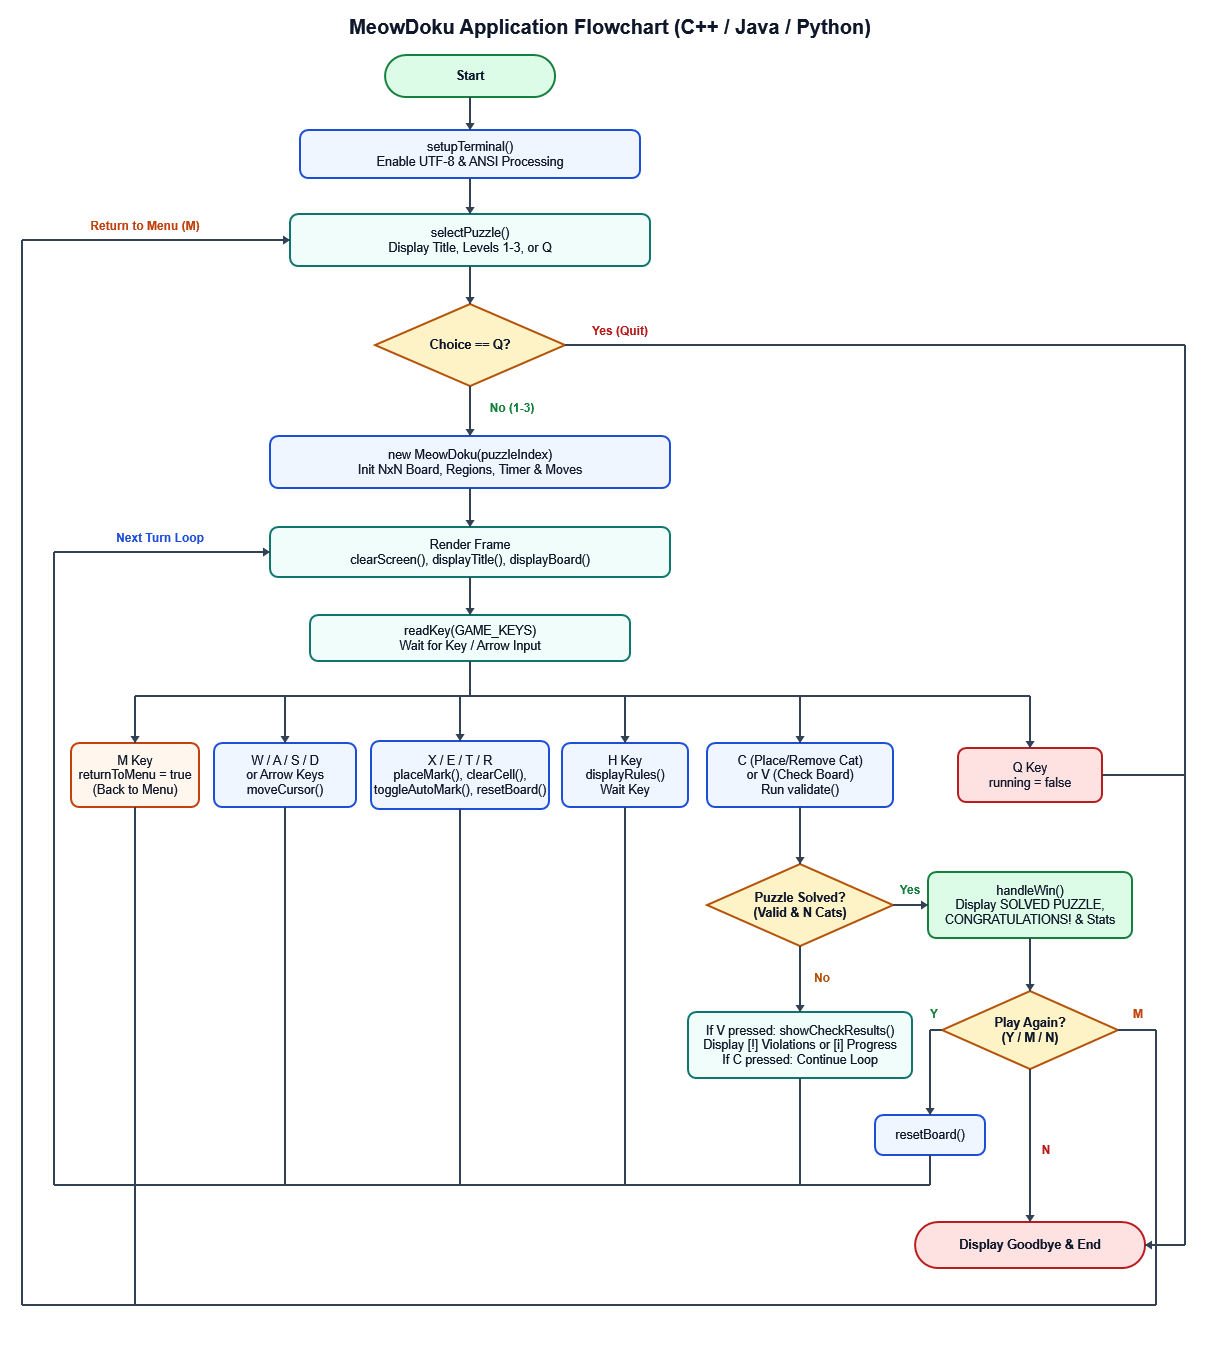 MeowDoku Application Flowchart (C++ / Java / Python)
Start
setupTerminal()
Enable UTF-8 & ANSI Processing
Return to Menu (M)
selectPuzzle()
Display Title, Levels 1-3, or Q
Choice == Q?
Yes (Quit)
No (1-3)
new MeowDoku(puzzleIndex)
Init NxN Board, Regions, Timer & Moves
Next Turn Loop
Render Frame
clearScreen(), displayTitle(), displayBoard()
readKey(GAME_KEYS)
Wait for Key / Arrow Input
M Key
returnToMenu = true
(Back to Menu)
W / A / S / D
or Arrow Keys
moveCursor()
X / E / T / R
placeMark(), clearCell(),
toggleAutoMark(), resetBoard()
H Key
displayRules()
Wait Key
C (Place/Remove Cat)
or V (Check Board)
Run validate()
Q Key
running = false
Puzzle Solved?
(Valid & N Cats)
Yes
handleWin()
Display SOLVED PUZZLE,
CONGRATULATIONS! & Stats
No
If V pressed: showCheckResults()
Display [!] Violations or [i] Progress
If C pressed: Continue Loop
Y
Play Again?
(Y / M / N)
M
resetBoard()
N
Display Goodbye & End